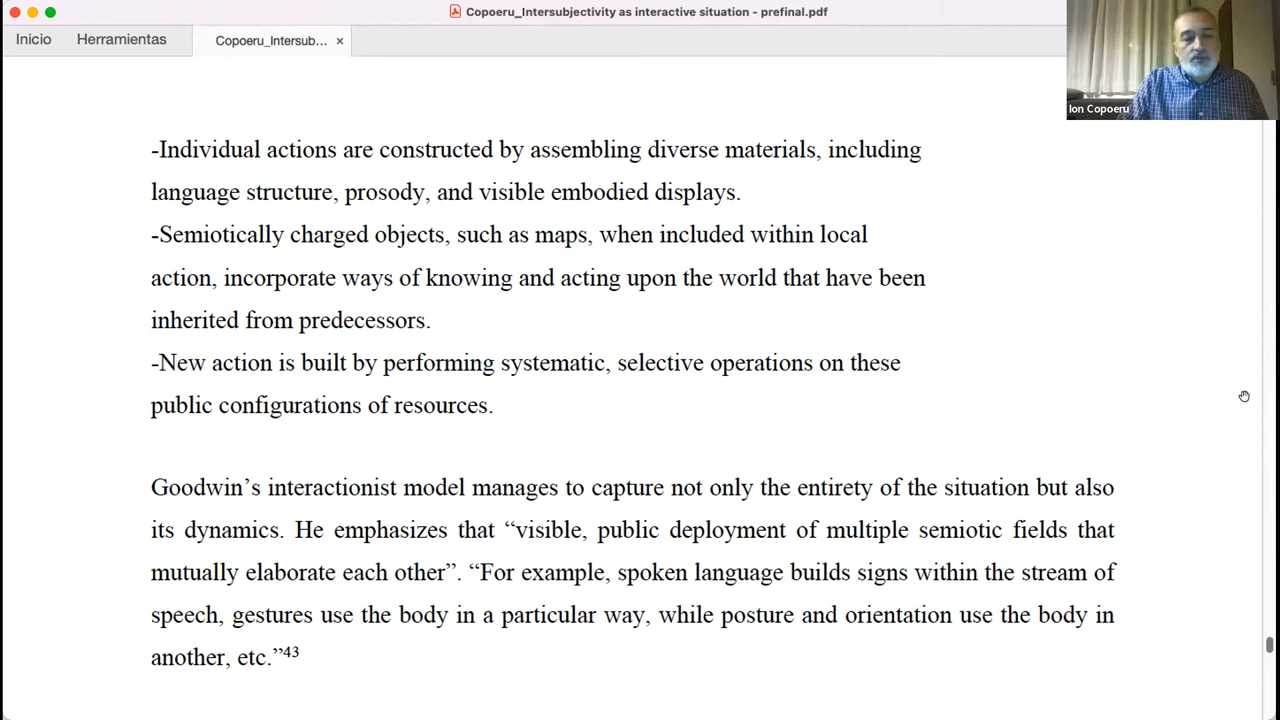 Copoeru_Intersubjectivity as interactive situation - prefinal.pdf
Inicio
Herramientas
Copoeru_Intersub... ×
Ion Copoeru
-Individual actions are constructed by assembling diverse materials, including
language structure, prosody, and visible embodied displays.
-Semiotically charged objects, such as maps, when included within local
action, incorporate ways of knowing and acting upon the world that have been
inherited from predecessors.
-New action is built by performing systematic, selective operations on these
public configurations of resources.
Goodwin’s interactionist model manages to capture not only the entirety of the situation but also
its dynamics. He emphasizes that “visible, public deployment of multiple semiotic fields that
mutually elaborate each other”. “For example, spoken language builds signs within the stream of
speech, gestures use the body in a particular way, while posture and orientation use the body in
another, etc.”43